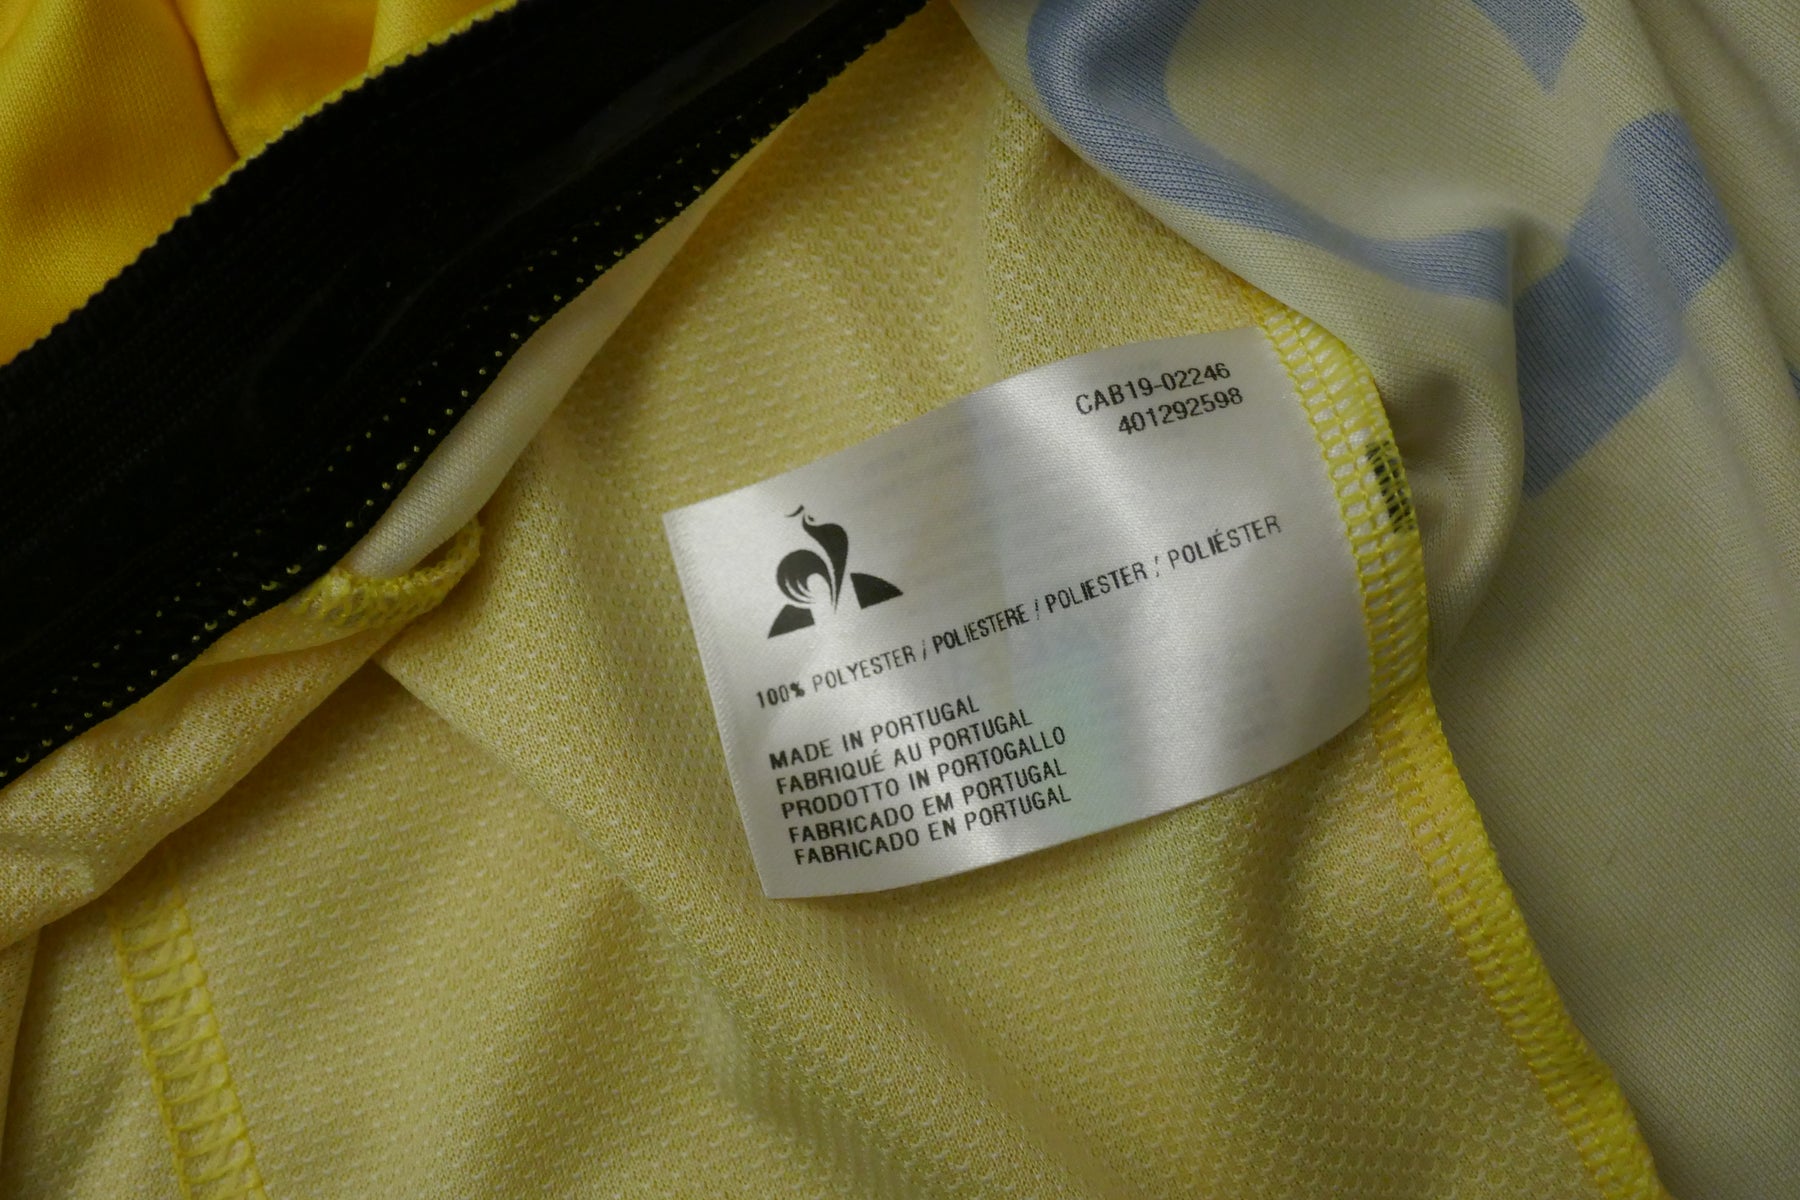 CAB19-02246
401292598
100% POLYESTER / POLIESTERE / POLIESTER / POLIÉSTER
MADE IN PORTUGAL
FABRIQUÉ AU PORTUGAL
PRODOTTO IN PORTOGALLO
FABRICADO EM PORTUGAL
FABRICADO EN PORTUGAL